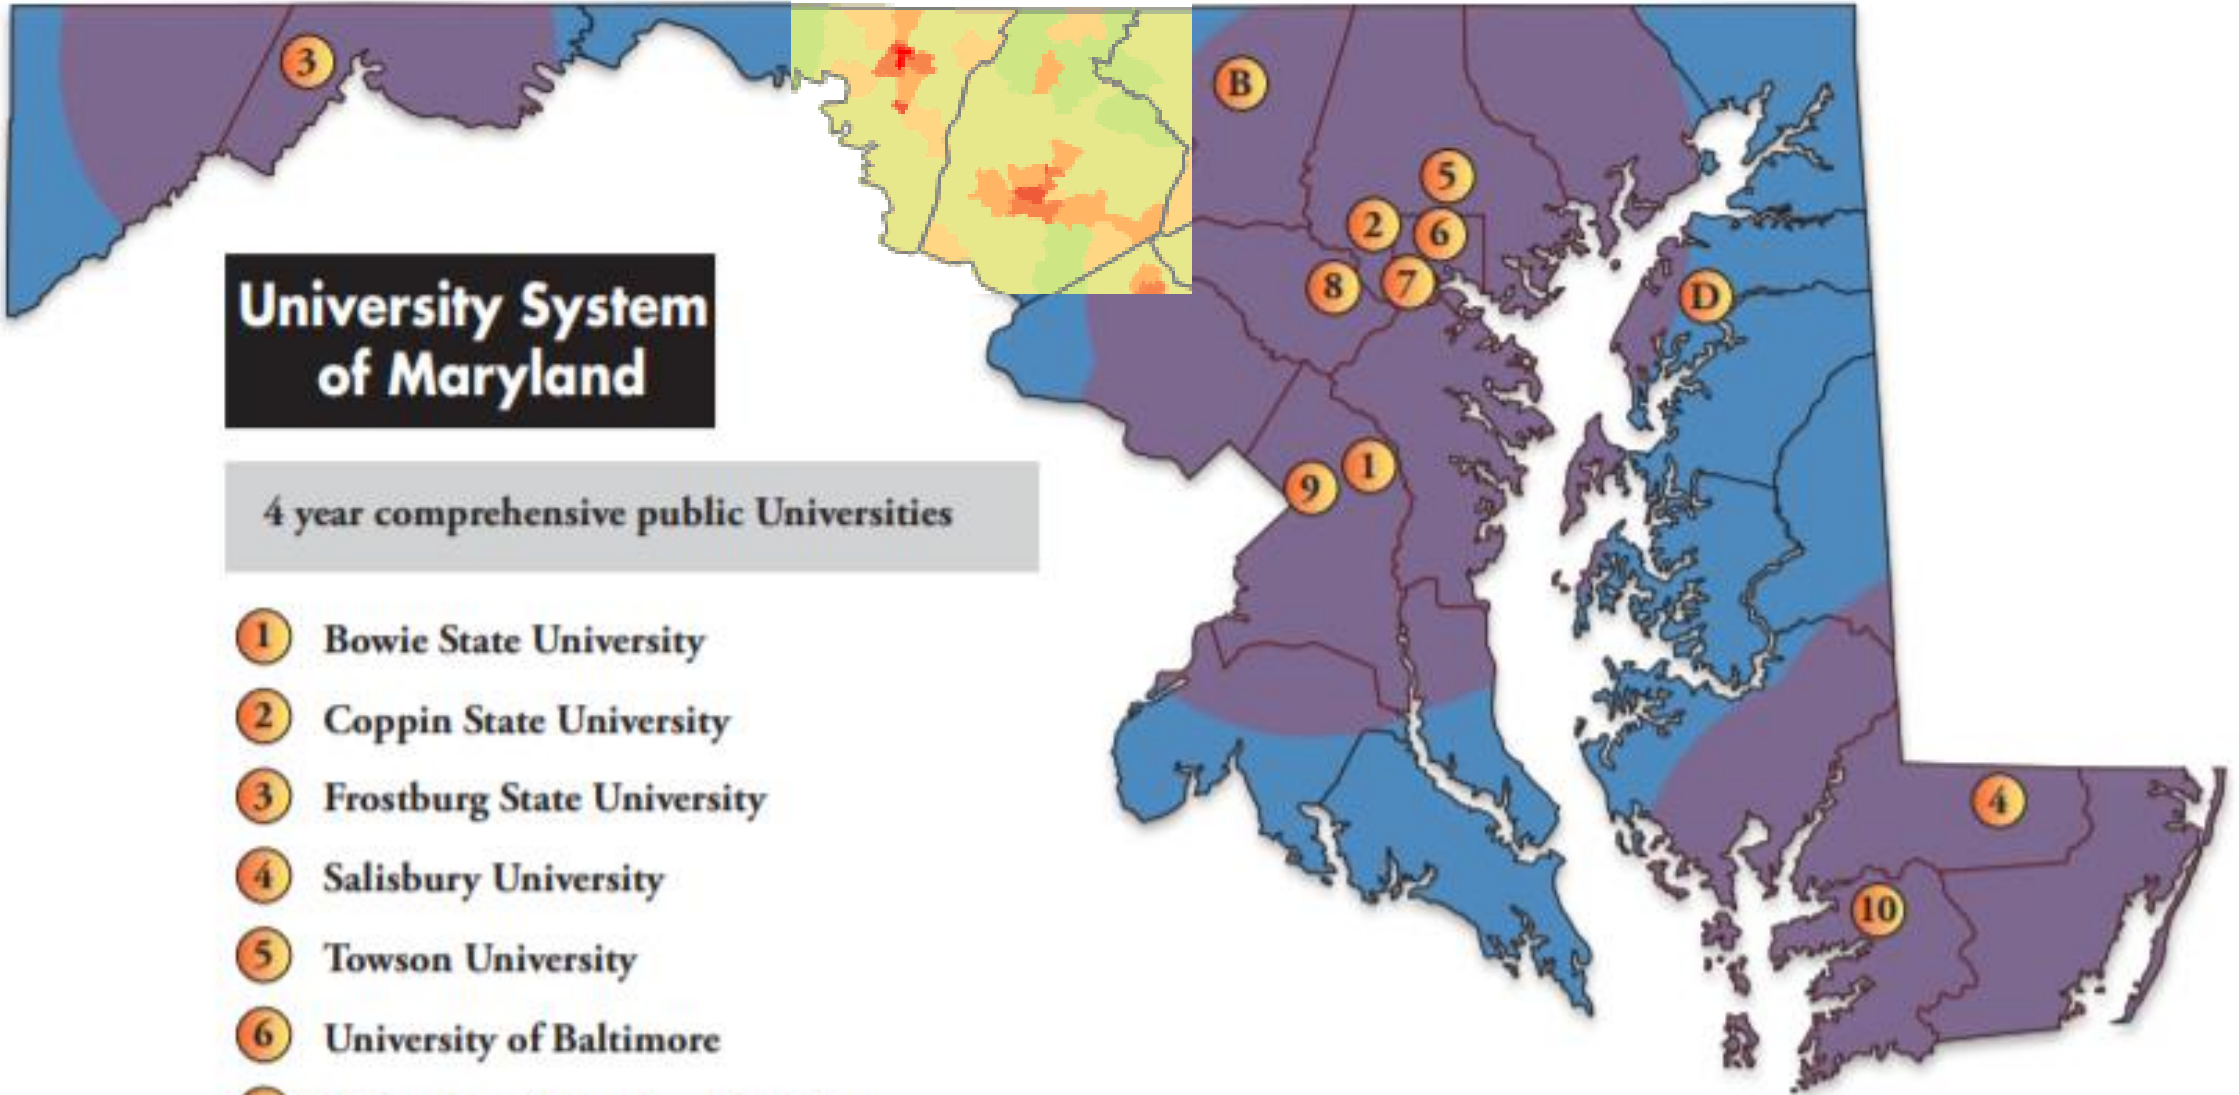 3
B
5
2
6
8
7
D
University System
of Maryland
9
1
4 year comprehensive public Universities
1 Bowie State University
2 Coppin State University
3 Frostburg State University
4 Salisbury University
5 Towson University
6 University of Baltimore
4
10